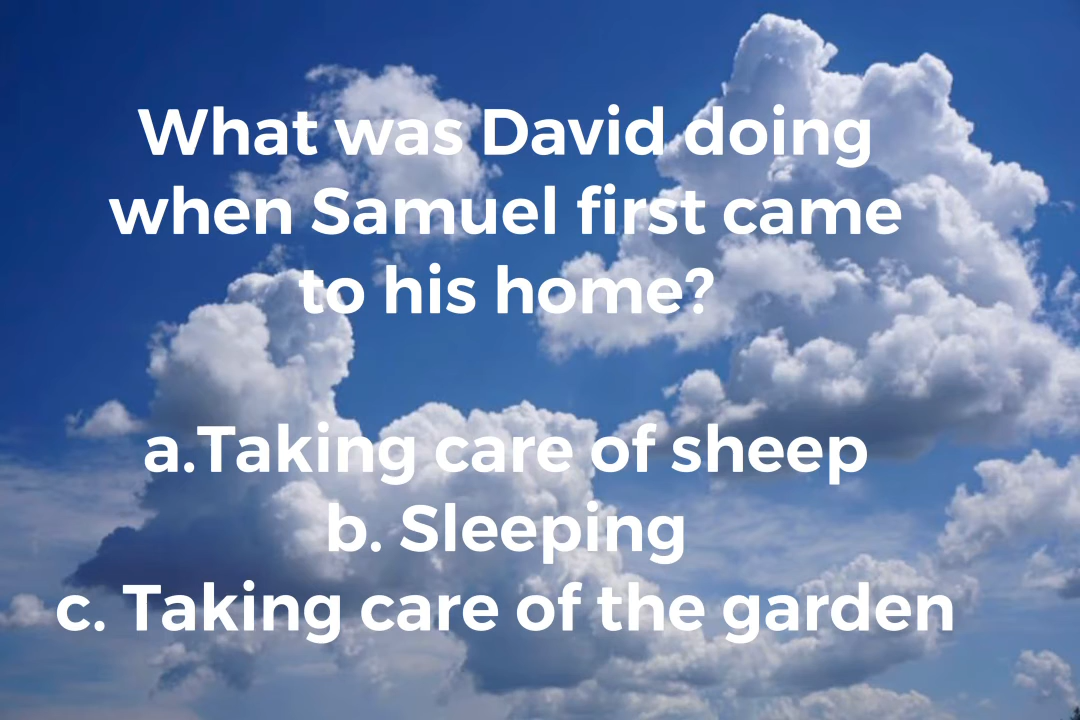 What was David doing
when Samuel first came
to his home?
a.Taking care of sheep
b. Sleeping
c. Taking care of the garden